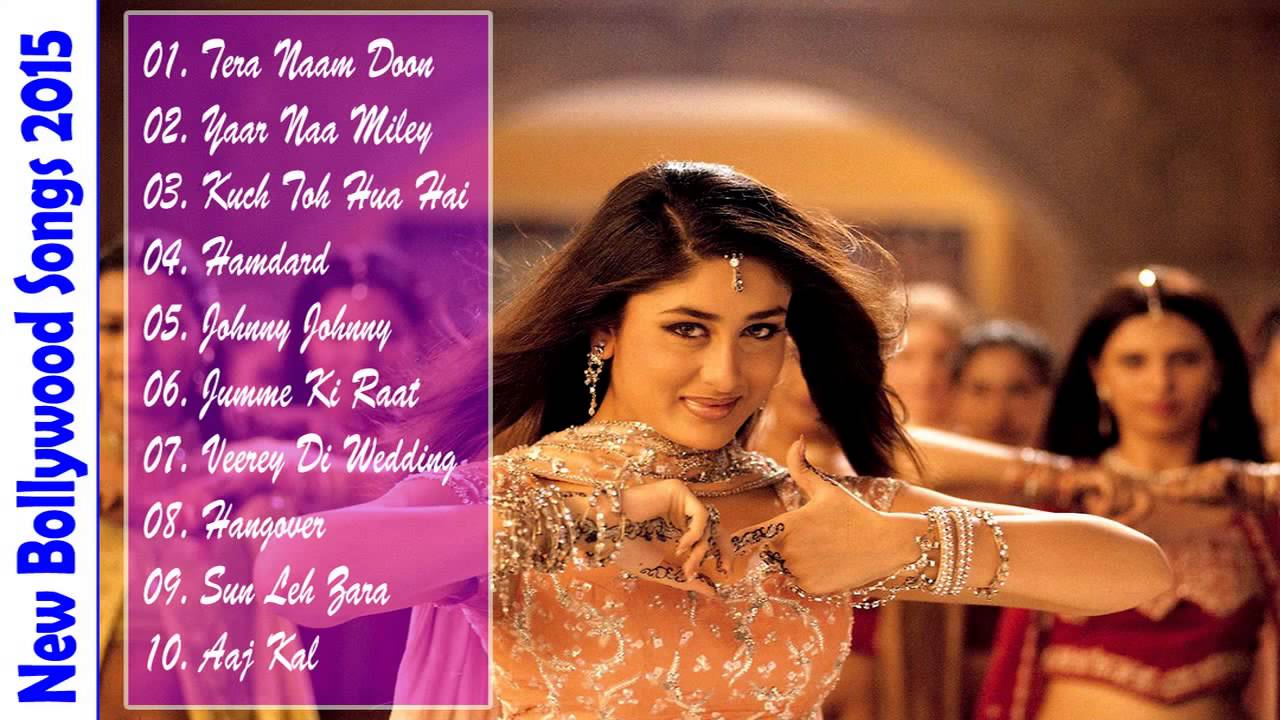 New Bollywood Songs 2015
01. Tera Naam Doon
02. Yaar Naa Miley
03. Kuch Toh Hua Hai
04. Hamdard
05. Johnny Johnny
06. Jumme Ki Raat
07. Veerey Di Wedding
08. Hangover
09. Sun Leh Zara
10. Aaj Kal